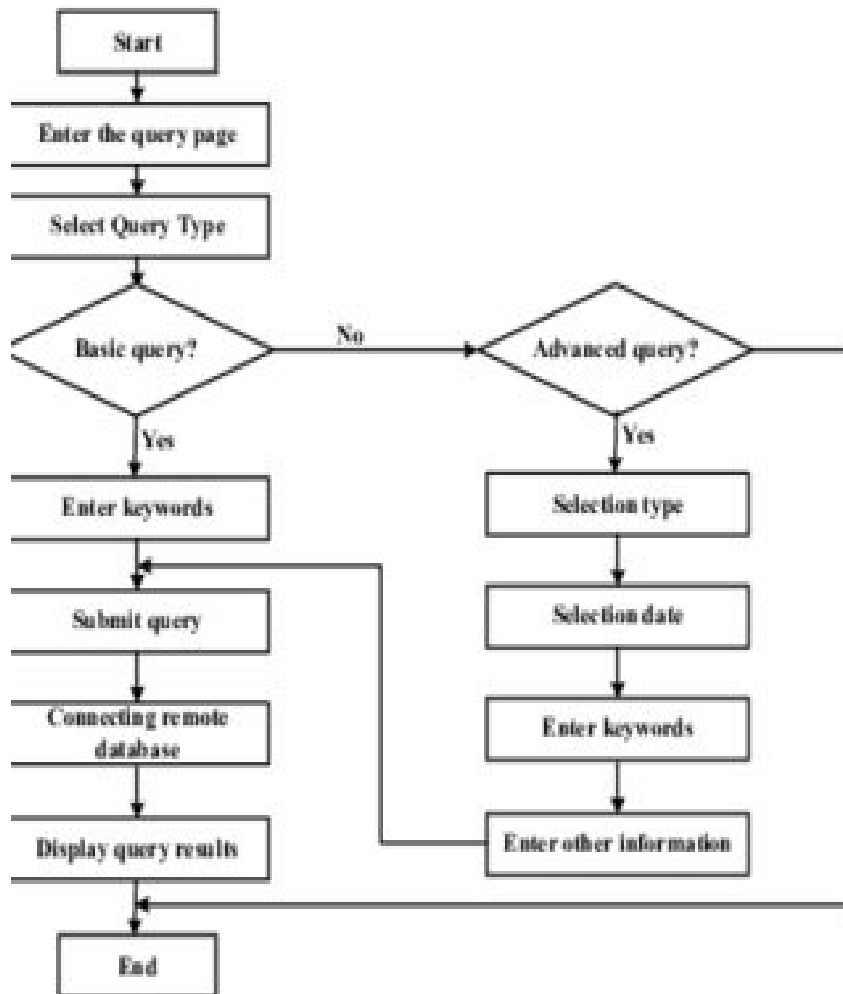 Start
Enter the query page
Select Query Type
Basic query?
No
Advanced query?
Yes
Yes
Enter keywords
Selection type
Submit query
Selection date
Connecting remote
database
Enter keywords
Display query results
Enter other information
End